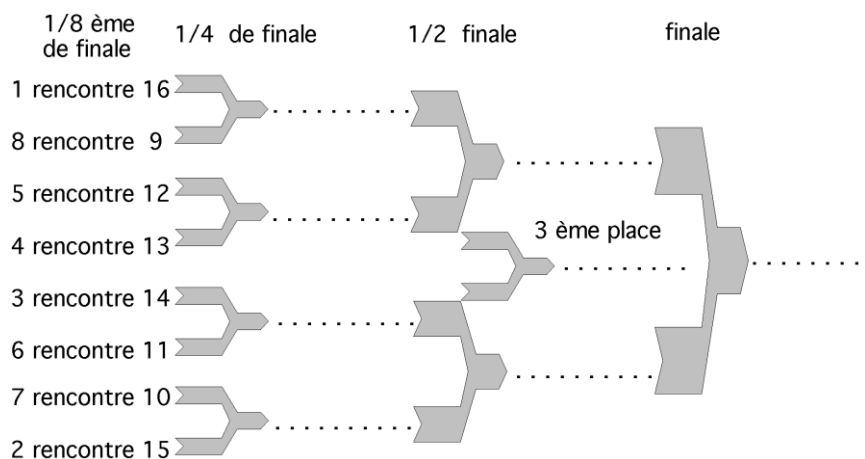 1/8 ème
de finale
1/4 de finale
1/2 finale
finale
1 rencontre 16
8 rencontre 9
5 rencontre 12
4 rencontre 13
3 ème place
3 rencontre 14
6 rencontre 11
7 rencontre 10
2 rencontre 15